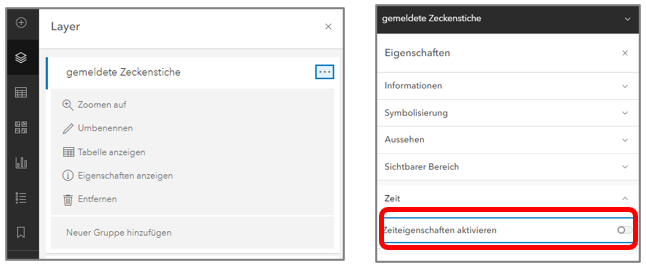 Layer
gemeldete Zeckenstiche
Zoomen auf
Umbenennen
Tabelle anzeigen
Eigenschaften anzeigen
Entfernen
Neuer Gruppe hinzufügen
gemeldete Zeckenstiche
Eigenschaften
Informationen
Symbolisierung
Aussehen
Sichtbarer Bereich
Zeit
Zeiteigenschaften aktivieren